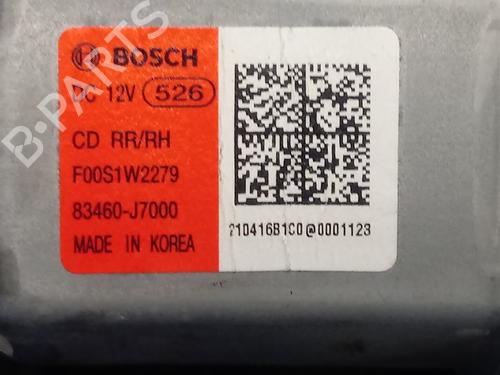 BOSCH
DC 12V 526
CD RR/RH
F00S1W2279
83460-J7000
MADE IN KOREA
210416B1C0@0001123
B-PARTS